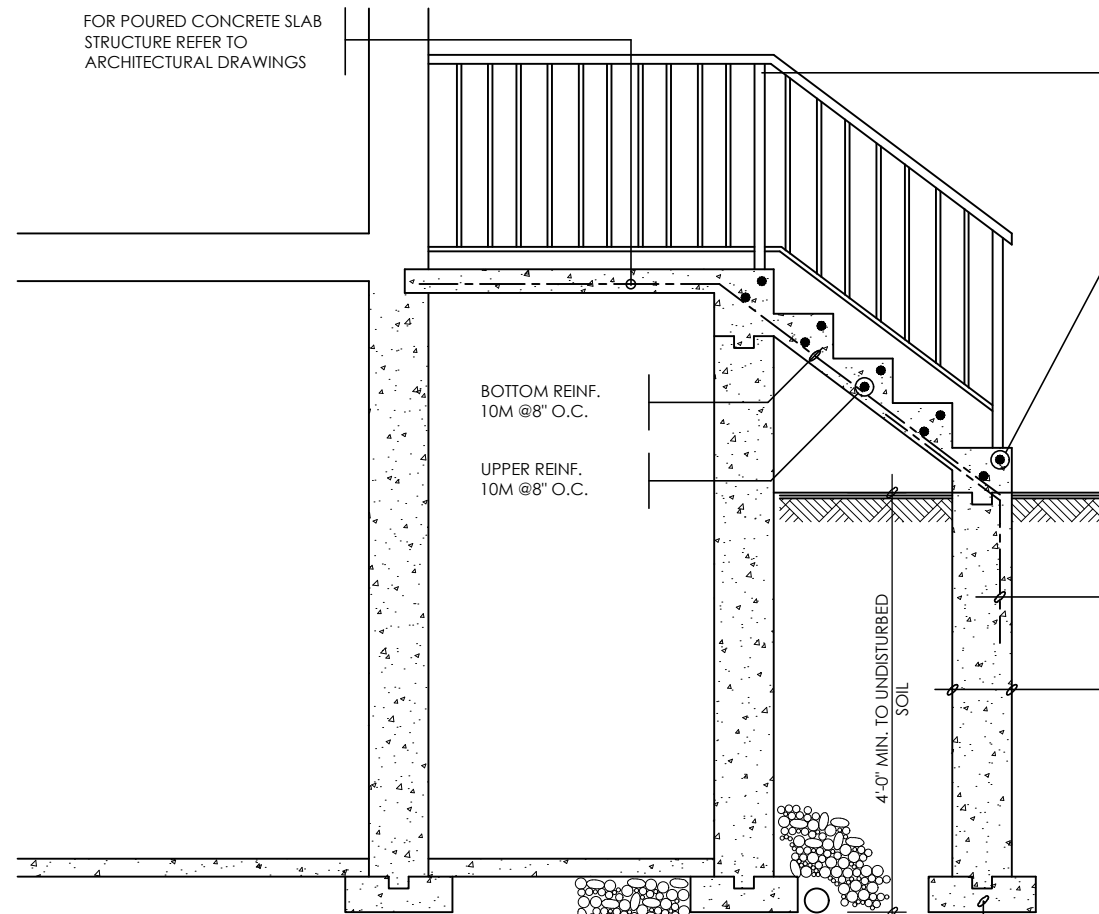 FOR POURED CONCRETE SLAB
STRUCTURE REFER TO
ARCHITECTURAL DRAWINGS
BOTTOM REINF.
10M @8" O.C.
UPPER REINF.
10M @8" O.C.
4'-0" MIN. TO UNDISTURBED
SOIL